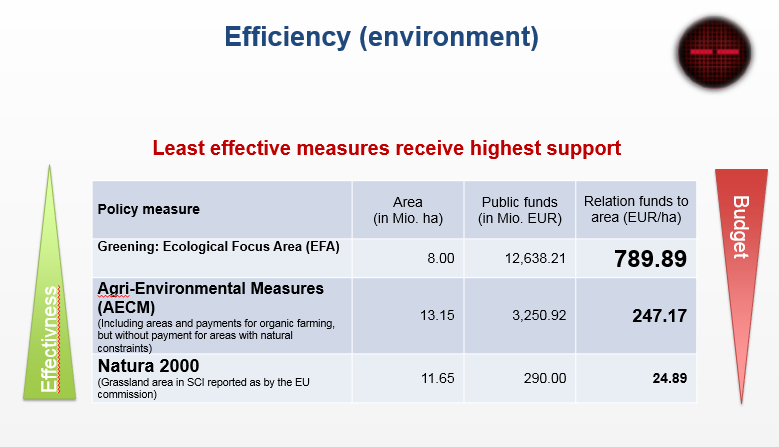 Efficiency (environment)
Least effective measures receive highest support
Policy measure
Area
(in Mio. ha)
Public funds
(in Mio. EUR)
Relation funds to
area (EUR/ha)
Greening: Ecological Focus Area (EFA)
8.00
12,638.21
789.89
Agri-Environmental Measures
(AECM)
(Including areas and payments for organic farming,
but without payment for areas with natural
constraints)
13.15
3,250.92
247.17
Natura 2000
(Grassland area in SCI reported as by the EU
commission)
11.65
290.00
24.89
Effectivness
Budget